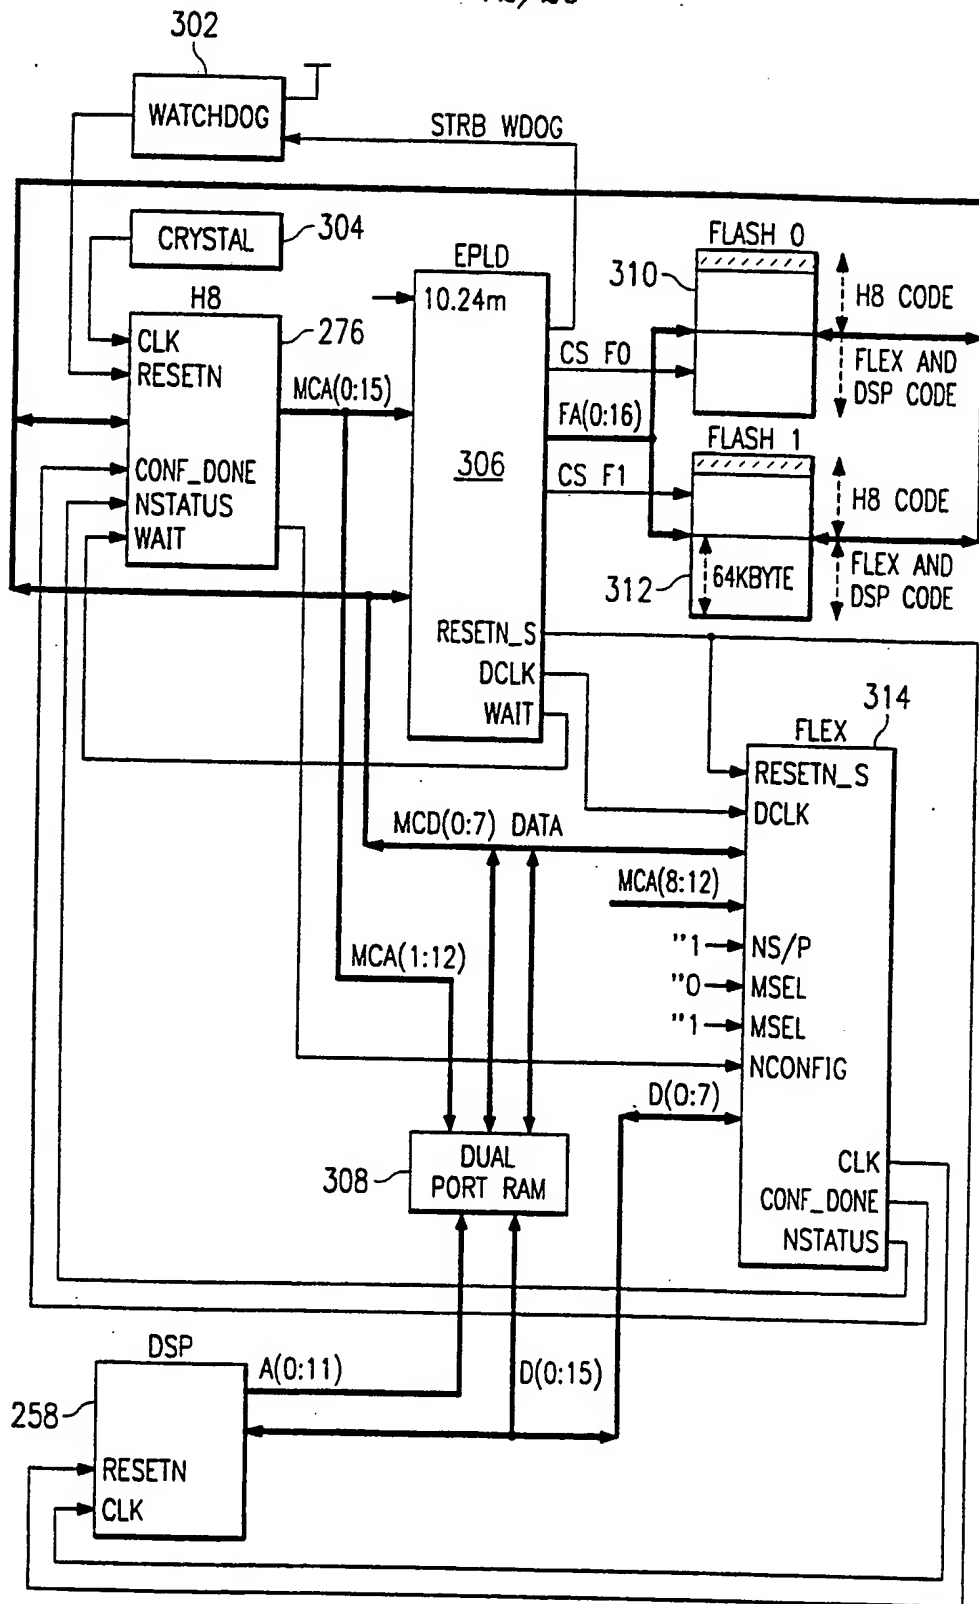 302
WATCHDOG
STRB WDOG
CRYSTAL
304
EPLD
FLASH 0
H8
10.24m
310
H8 CODE
CLK
276
RESETN
MCA(0:15)
CS F0
FLEX AND
DSP CODE
FA(0:16)
FLASH 1
CONF_DONE
306
CS F1
NSTATUS
H8 CODE
WAIT
312
64KBYTE
FLEX AND
DSP CODE
RESETN_S
DCLK
WAIT
314
FLEX
RESETN_S
DCLK
MCD(0:7) DATA
MCA(8:12)
MCA(1:12)
"1
NS/P
"0
MSEL
"1
MSEL
NCONFIG
D(0:7)
308
DUAL
PORT RAM
CLK
CONF_DONE
NSTATUS
DSP
A(0:11)
D(0:15)
258
RESETN
CLK